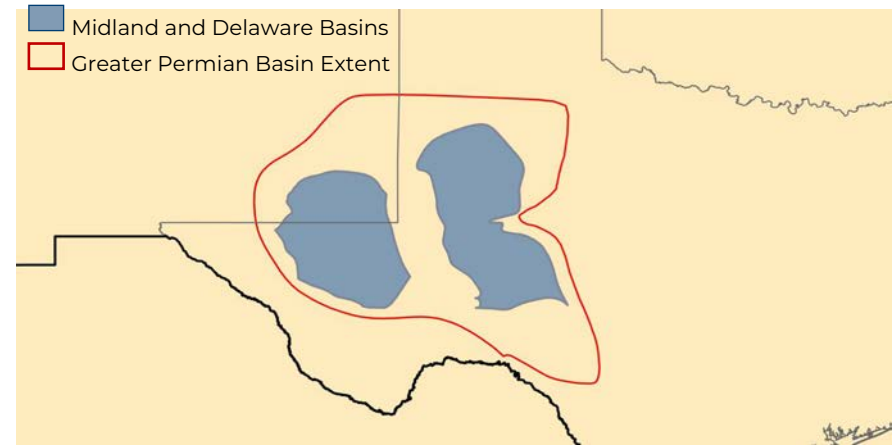 Midland and Delaware Basins
Greater Permian Basin Extent